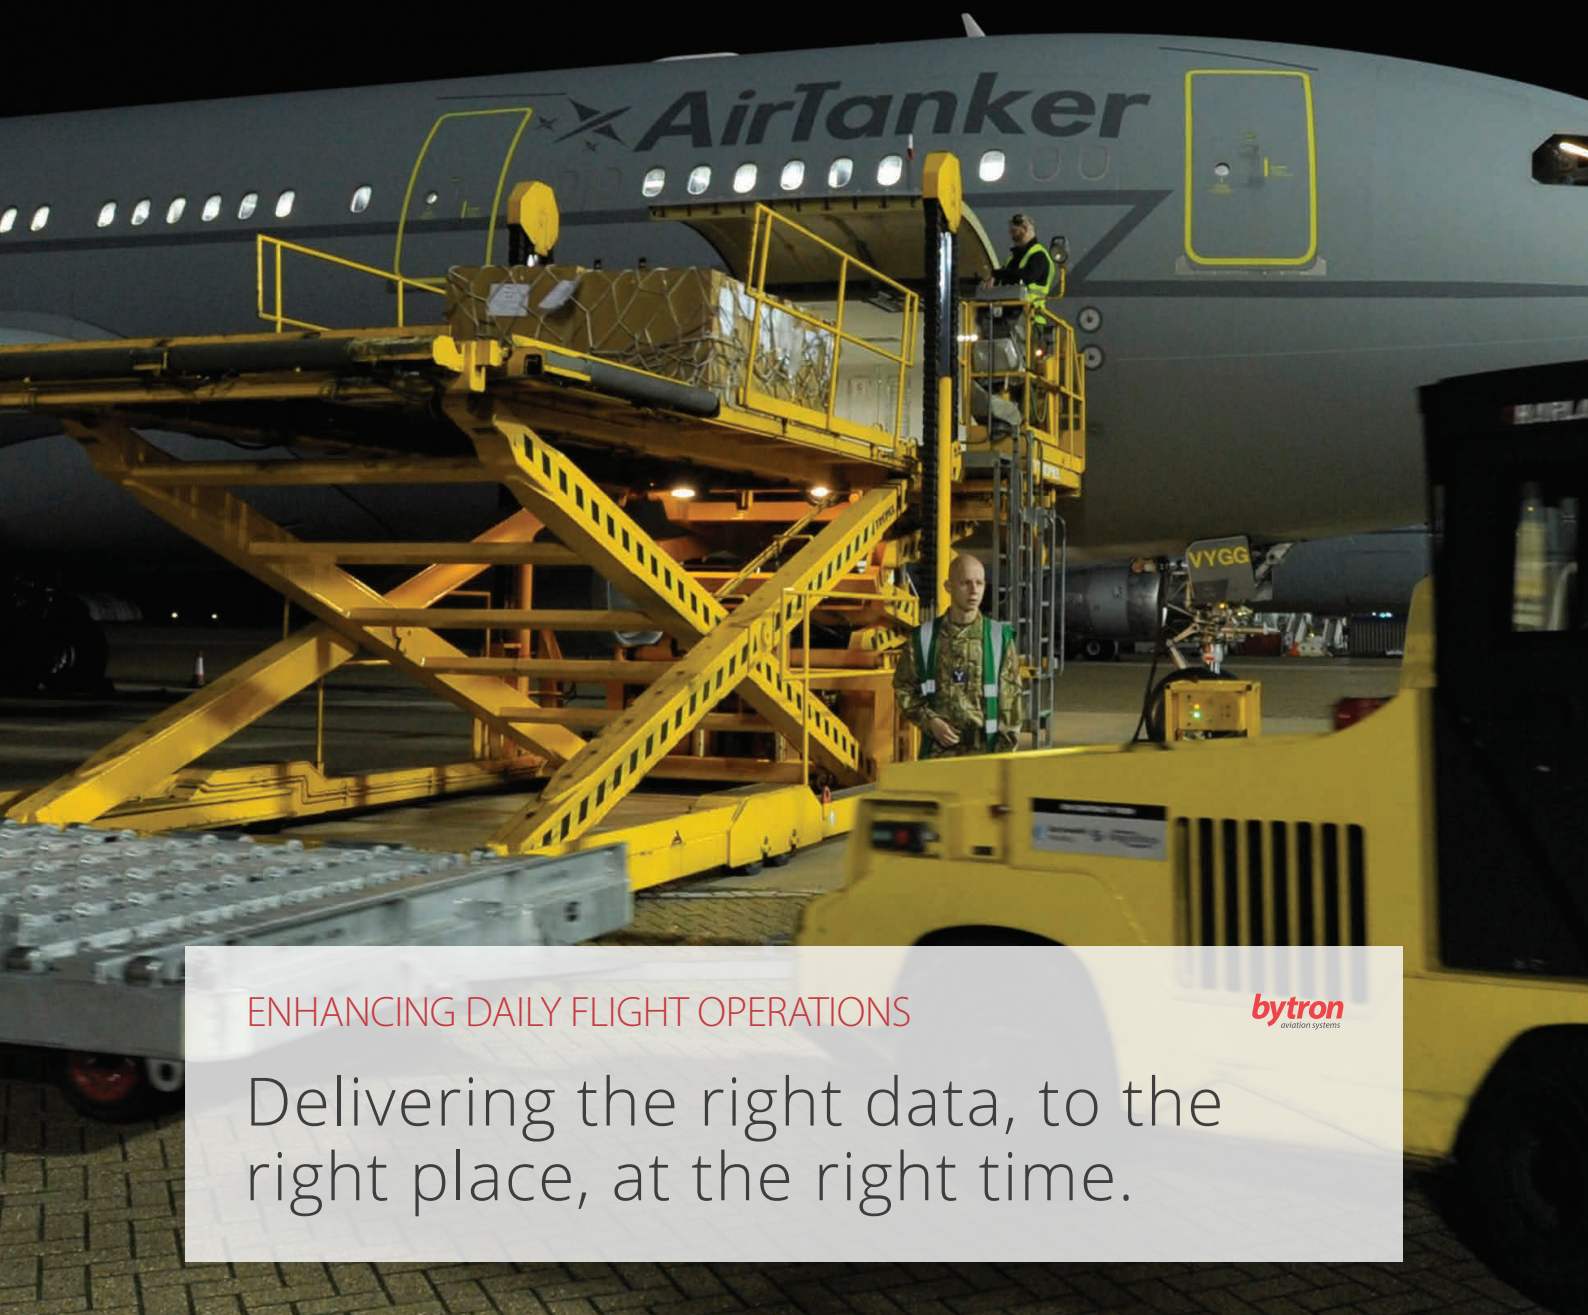 AirTanker
VYGG
ENHANCING DAILY FLIGHT OPERATIONS
bytron
aviation systems
Delivering the right data, to the
right place, at the right time.